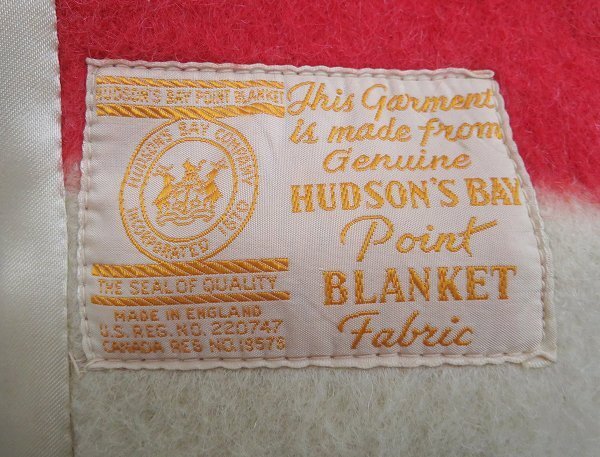 HUDSON'S BAY POINT BLANKET
HUDSON'S BAY COMPANY
INCORPORATED 1670
THE SEAL OF QUALITY
MADE IN ENGLAND
U.S. REG. NO. 220747
CANADA REG NO. 19578
This Garment
is made from
Genuine
HUDSON'S BAY
Point
BLANKET
Fabric